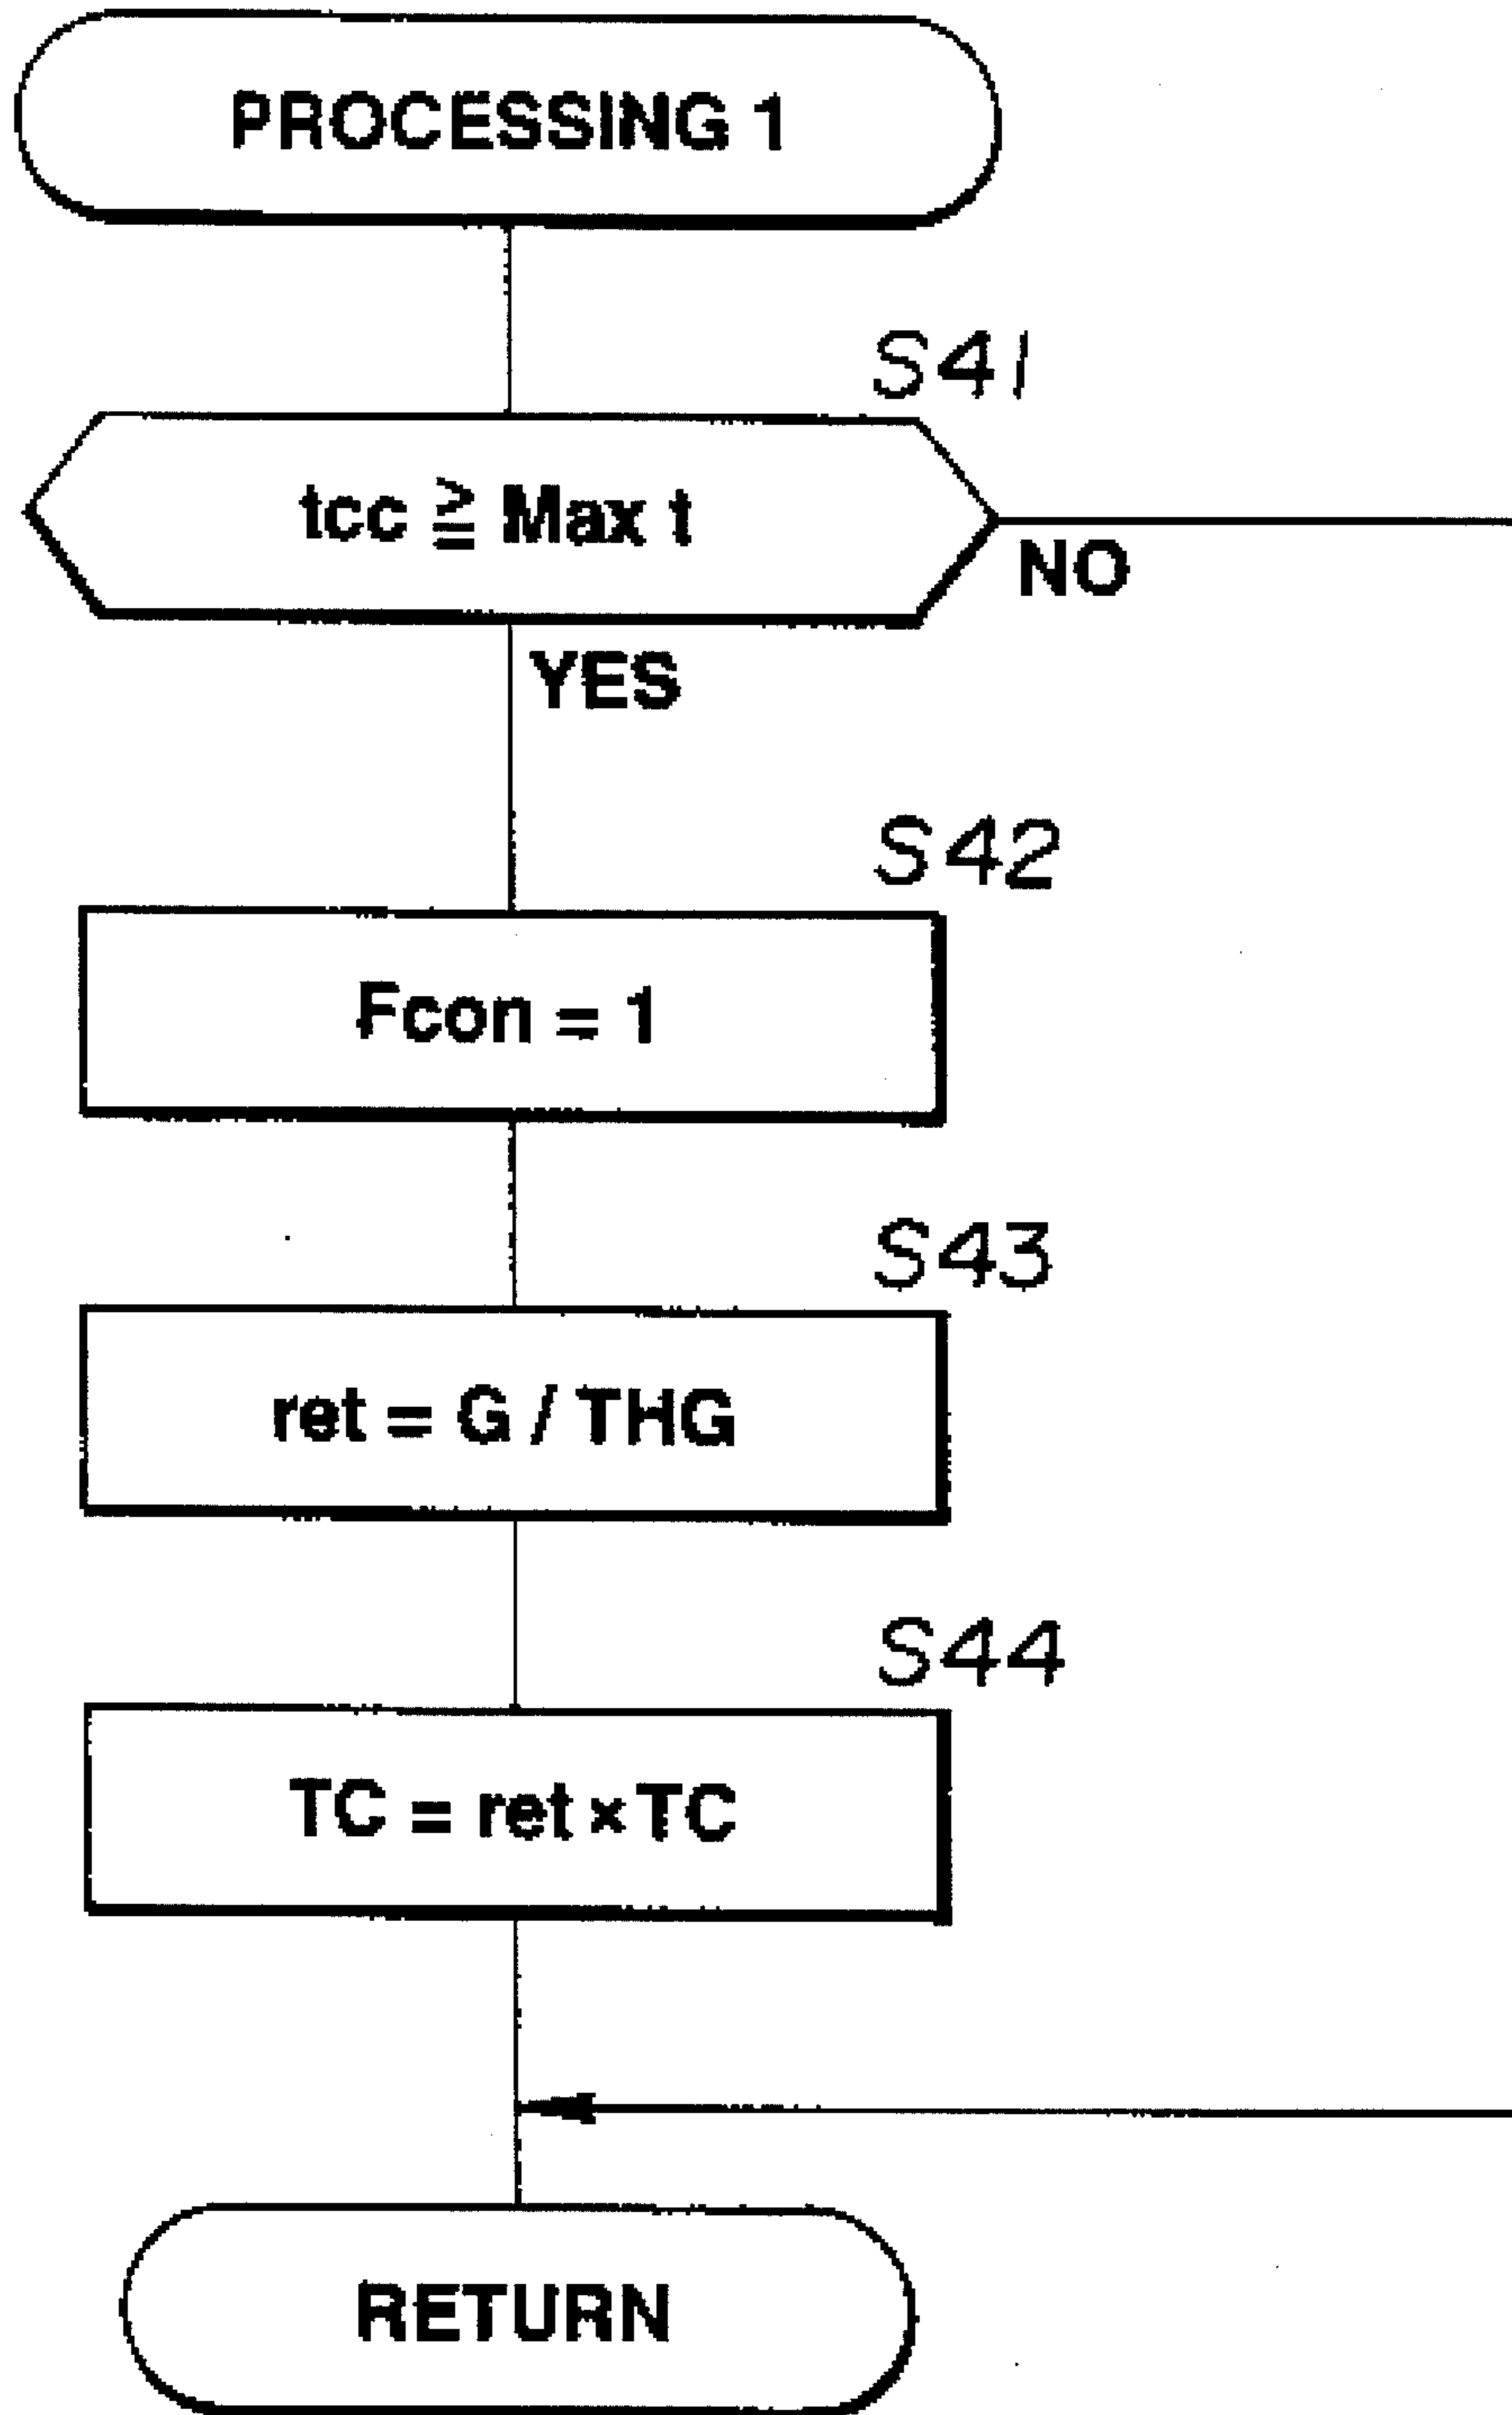 PROCESSING 1
S41
tcc ≧ Max t
NO
YES
S42
Fcon = 1
S43
ret = G / THG
S44
TC = ret × TC
RETURN